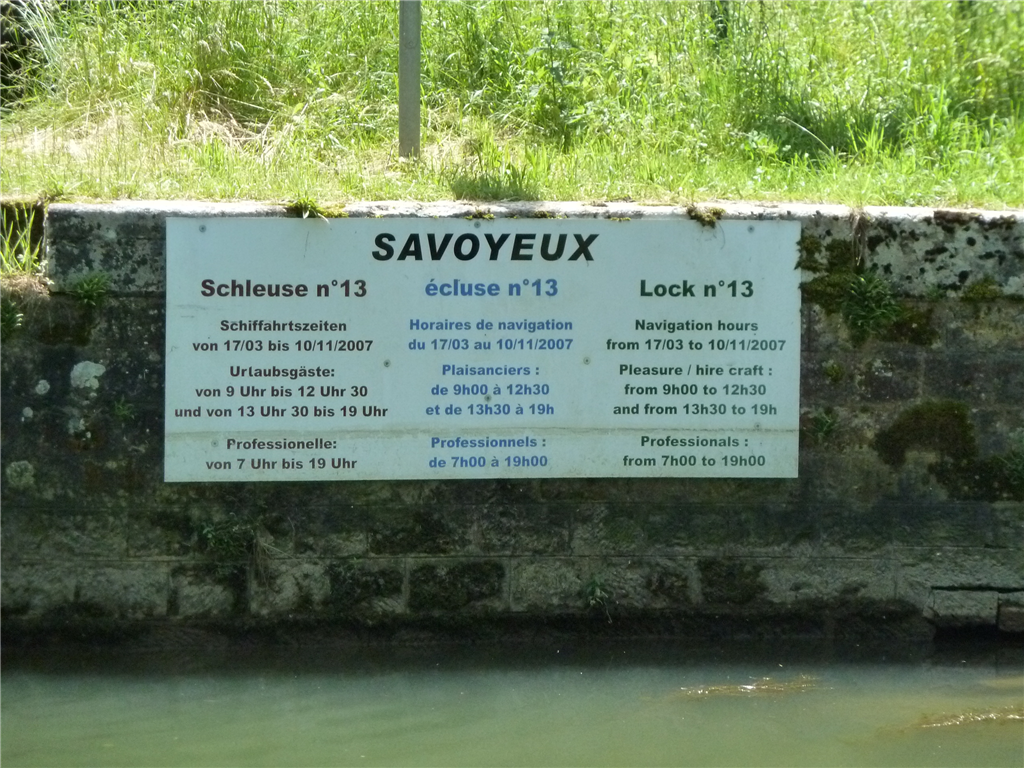 SAVOYEUX
Schleuse n°13
Schiffahrtszeiten
von 17/03 bis 10/11/2007
Urlaubsgäste:
von 9 Uhr bis 12 Uhr 30
und von 13 Uhr 30 bis 19 Uhr
Professionelle:
von 7 Uhr bis 19 Uhr
écluse n°13
Horaires de navigation
du 17/03 au 10/11/2007
Plaisanciers :
de 9h00 à 12h30
et de 13h30 à 19h
Professionnels :
de 7h00 à 19h00
Lock n°13
Navigation hours
from 17/03 to 10/11/2007
Pleasure / hire craft :
from 9h00 to 12h30
and from 13h30 to 19h
Professionals :
from 7h00 to 19h00